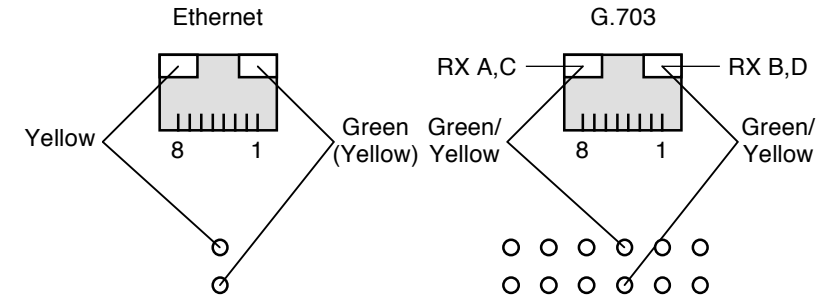 Ethernet
G.703
RX A,C
RX B,D
Yellow
8
1
Green
(Yellow)
Green/
Yellow
8
1
Green/
Yellow